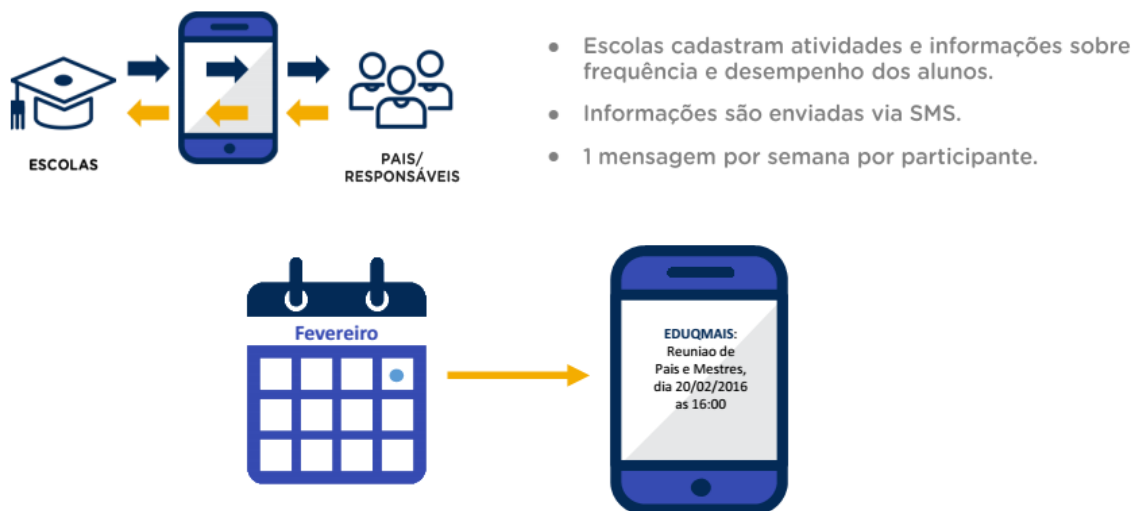 ESCOLAS
PAIS/
RESPONSÁVEIS
● Escolas cadastram atividades e informações sobre
frequência e desempenho dos alunos.
● Informações são enviadas via SMS.
● 1 mensagem por semana por participante.
Fevereiro
EDUQMAIS:
Reuniao de
Pais e Mestres,
dia 20/02/2016
as 16:00